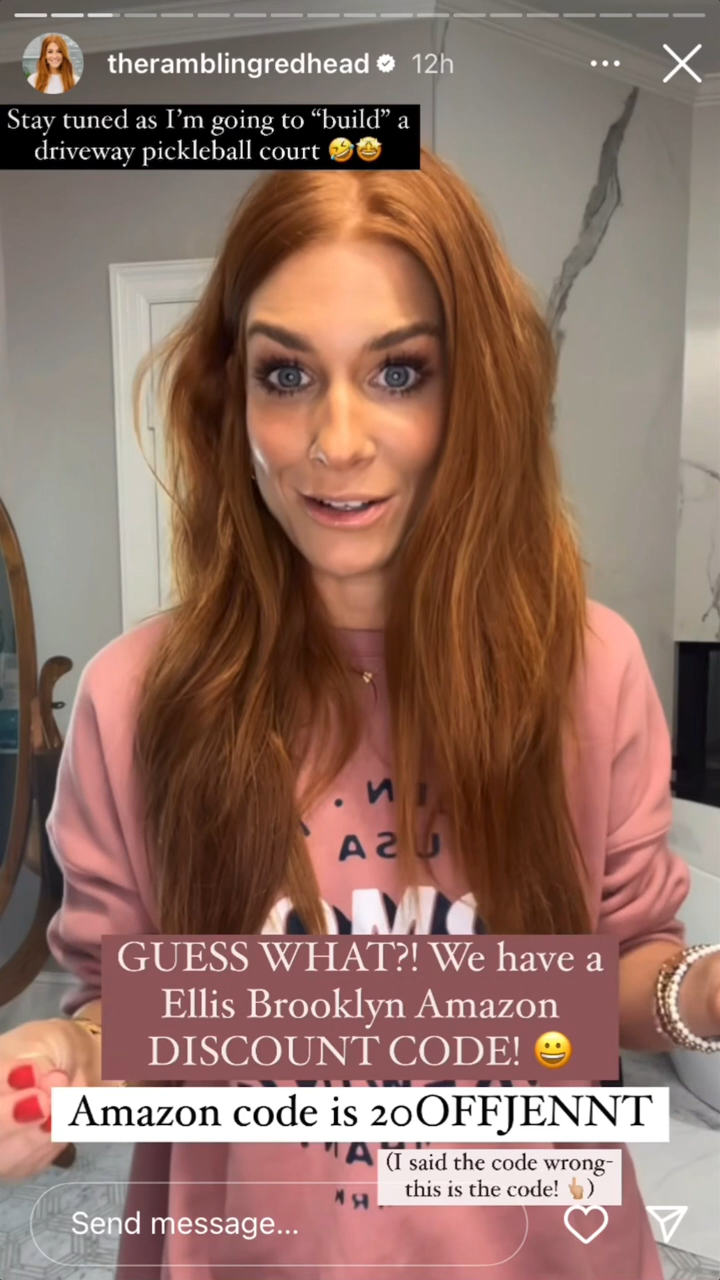 theramblingredhead 12h
Stay tuned as I'm going to “build” a
driveway pickleball court 🤣🤩
USA
GUESS WHAT?! We have a
Ellis Brooklyn Amazon
DISCOUNT CODE! 😀
Amazon code is 20OFFJENNT
(I said the code wrong-
this is the code! 👆🏼)
Send message...